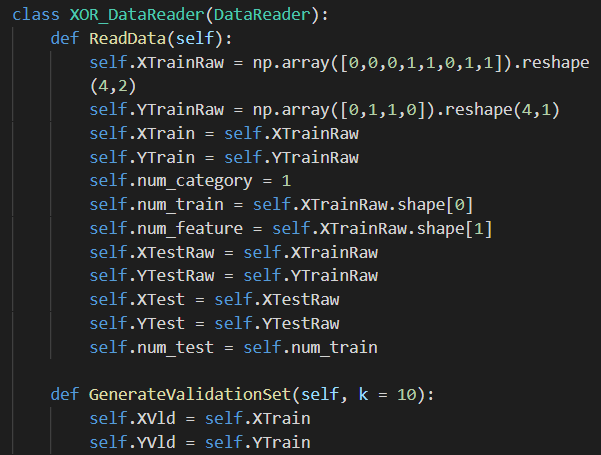 class XOR_DataReader(DataReader):
    def ReadData(self):
        self.XTrainRaw = np.array([0,0,0,1,1,0,1,1]).reshape
        (4,2)
        self.YTrainRaw = np.array([0,1,1,0]).reshape(4,1)
        self.XTrain = self.XTrainRaw
        self.YTrain = self.YTrainRaw
        self.num_category = 1
        self.num_train = self.XTrainRaw.shape[0]
        self.num_feature = self.XTrainRaw.shape[1]
        self.XTestRaw = self.XTrainRaw
        self.YTestRaw = self.YTrainRaw
        self.XTest = self.XTestRaw
        self.YTest = self.YTestRaw
        self.num_test = self.num_train

    def GenerateValidationSet(self, k = 10):
        self.XVld = self.XTrain
        self.YVld = self.YTrain